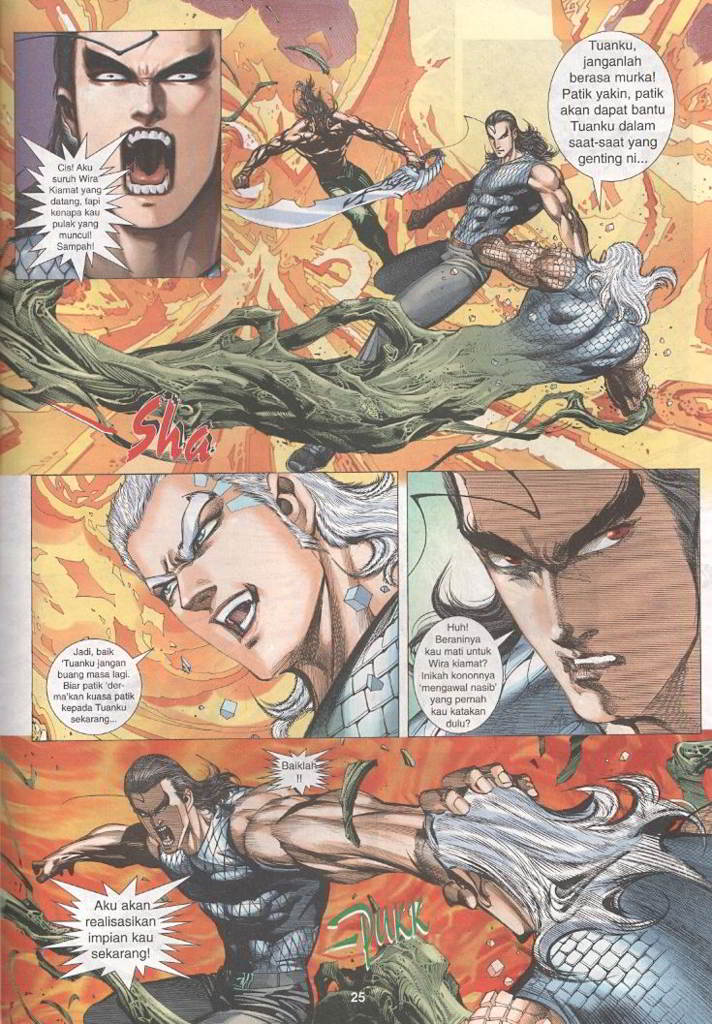 Cis! Aku
suruh Wira
Kiamat yang
datang, tapi
kenapa kau
pulak yang
muncul!
Sampah!
Tuanku,
janganlah
berasa murka!
Patik yakin, patik
akan dapat bantu
Tuanku dalam
saat-saat yang
genting ni...
Sha
Jadi, baik
'Tuanku jangan
buang masa lagi.
Biar patik 'der-
ma'kan kuasa patik
kepada Tuanku
sekarang...
Huh!
Beraninya
kau mati untuk
Wira kiamat?
Inikah kononnya
'mengawal nasib'
yang pernah
kau katakan
dulu?
Baiklah
!!
Aku akan
realisasikan
impian kau
sekarang!
PUKK
25